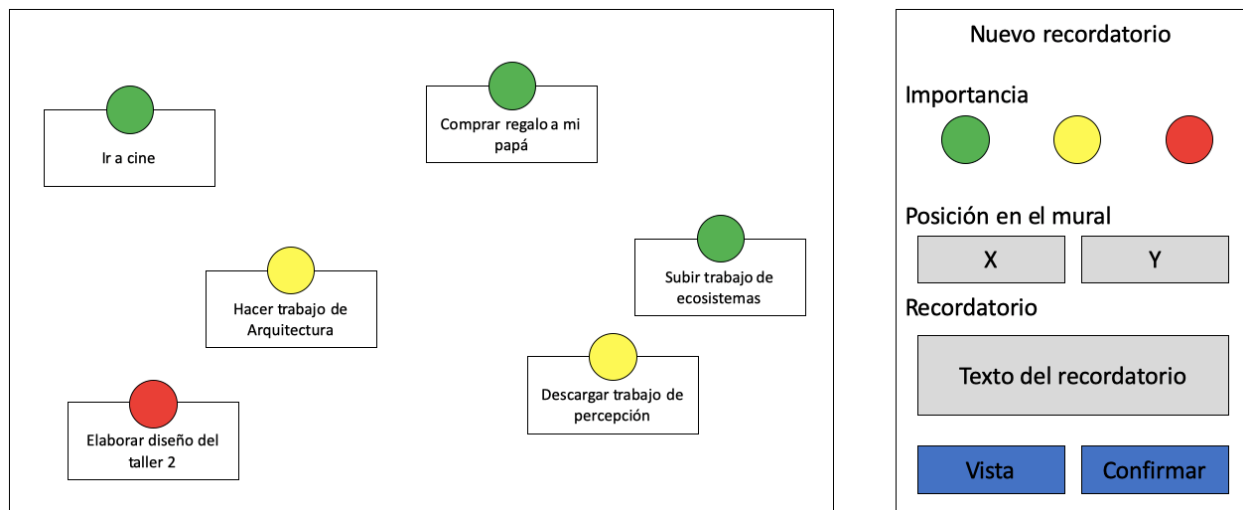 Ir a cine
Comprar regalo a mi
papá
Subir trabajo de
ecosistemas
Hacer trabajo de
Arquitectura
Descargar trabajo de
percepción
Elaborar diseño del
taller 2
Nuevo recordatorio
Importancia
Posición en el mural
X
Y
Recordatorio
Texto del recordatorio
Vista
Confirmar